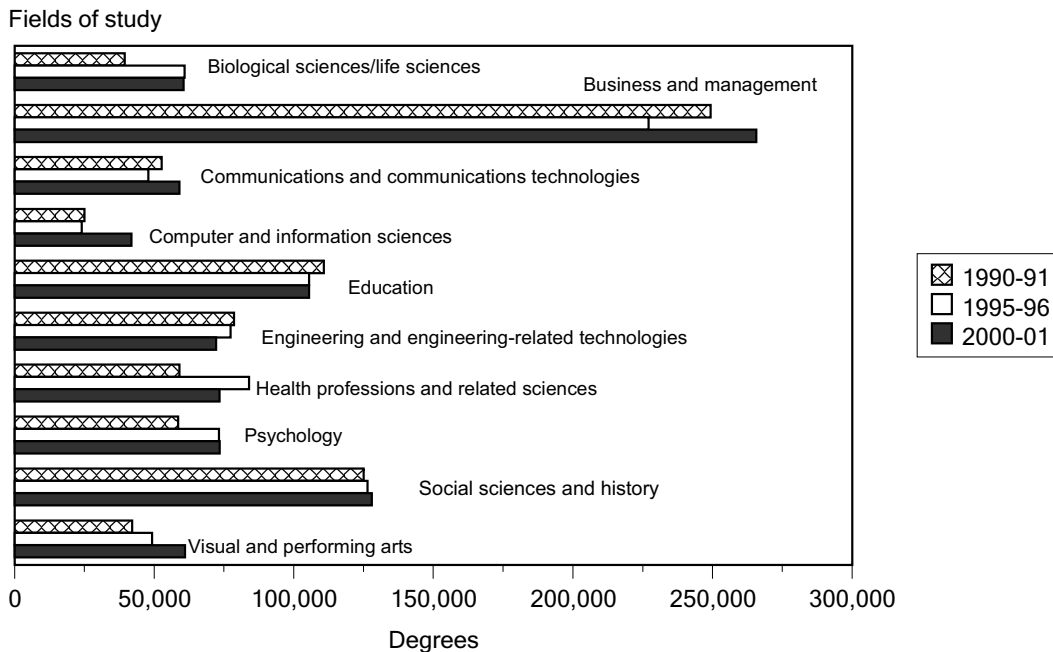 Fields of study
Biological sciences/life sciences
Business and management
Communications and communications technologies
Computer and information sciences
Education
Engineering and engineering-related technologies
Health professions and related sciences
Psychology
Social sciences and history
Visual and performing arts
1990-91
1995-96
2000-01
0 50,000 100,000 150,000 200,000 250,000 300,000
Degrees